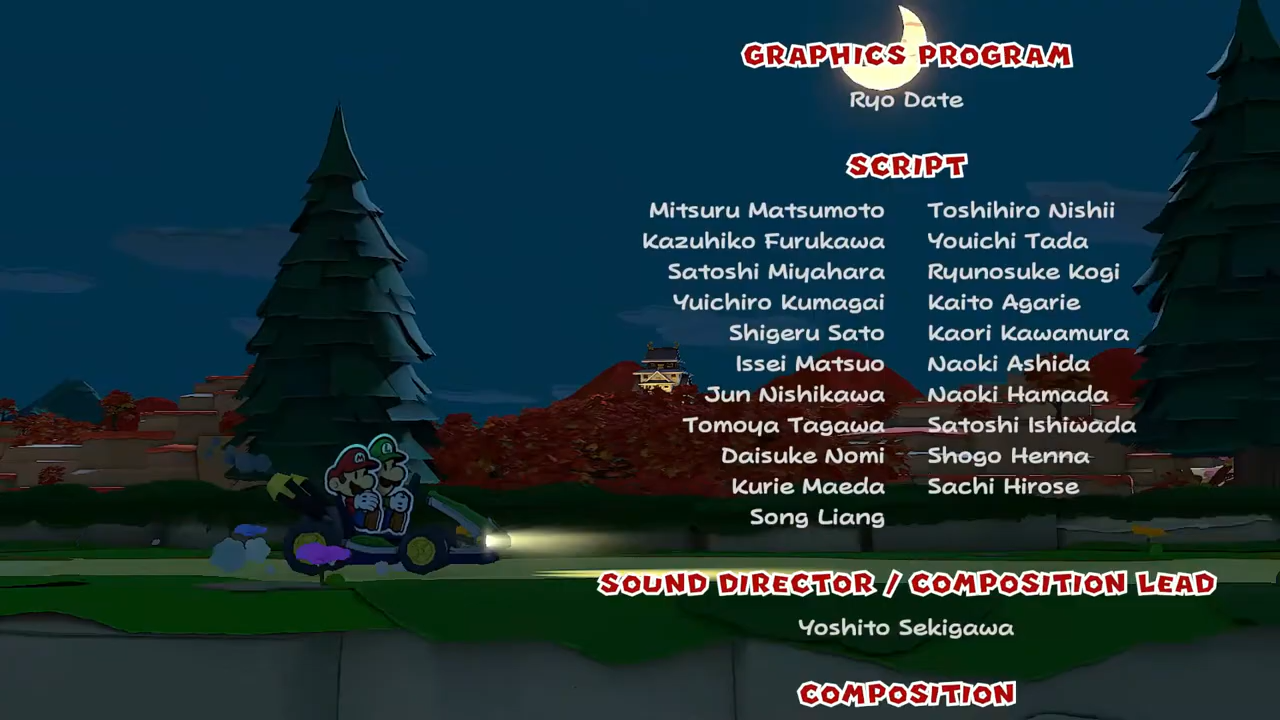 GRAPHICS PROGRAM
Ryo Date
SCRIPT
Mitsuru Matsumoto Toshihiro Nishii
Kazuhiko Furukawa Youichi Tada
Satoshi Miyahara Ryunosuke Kogi
Yuichiro Kumagai Kaito Agarie
Shigeru Sato Kaori Kawamura
Issei Matsuo Naoki Ashida
Jun Nishikawa Naoki Hamada
Tomoya Tagawa Satoshi Ishiwada
Daisuke Nomi Shogo Henna
Kurie Maeda Sachi Hirose
Song Liang
SOUND DIRECTOR / COMPOSITION LEAD
Yoshito Sekigawa
COMPOSITION